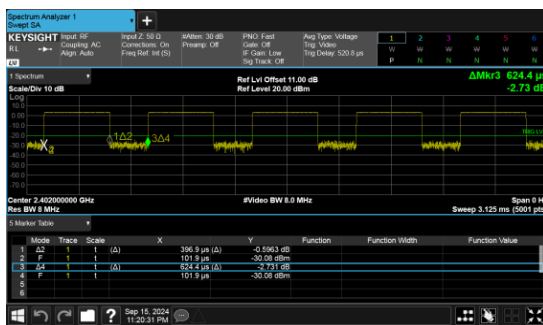 Spectrum Analyzer 1
Swept SA
+
KEYSIGHT Input: RF Input Z: 50 Ω #Atten: 30 dB PNO: Fast Avg Type: Voltage 1 2 3 4 5 6
RL Coupling: AC Corrections: On Preamp: Off Gate: Off Trig: Video W W W W W W
Align: Auto Freq Ref: Int (S) IF Gain: Low Trig Delay: 520.8 µs P N N N N N
Sig Track: Off
1 Spectrum Ref Lvl Offset 11.00 dB ΔMkr3 624.4 µs
Scale/Div 10 dB Ref Level 20.00 dBm -2.73 dB
Log
10.0
0.00
-10.0
-20.0 TRIG LVL
-30.0 X2 1Δ2 3Δ4
-40.0
-50.0
-60.0
-70.0
Center 2.402000000 GHz #Video BW 8.0 MHz Span 0 H
Res BW 8 MHz Sweep 3.125 ms (5001 pts
5 Marker Table
Mode Trace Scale X Y Function Function Width Function Value
1 Δ2 1 t (Δ) 396.9 µs (Δ) -0.5963 dB
2 F 1 t 101.9 µs -30.08 dBm
3 Δ4 1 t (Δ) 624.4 µs (Δ) -2.731 dB
4 F 1 t 101.9 µs -30.08 dBm
5
6
? Sep 15, 2024
11:20:31 PM